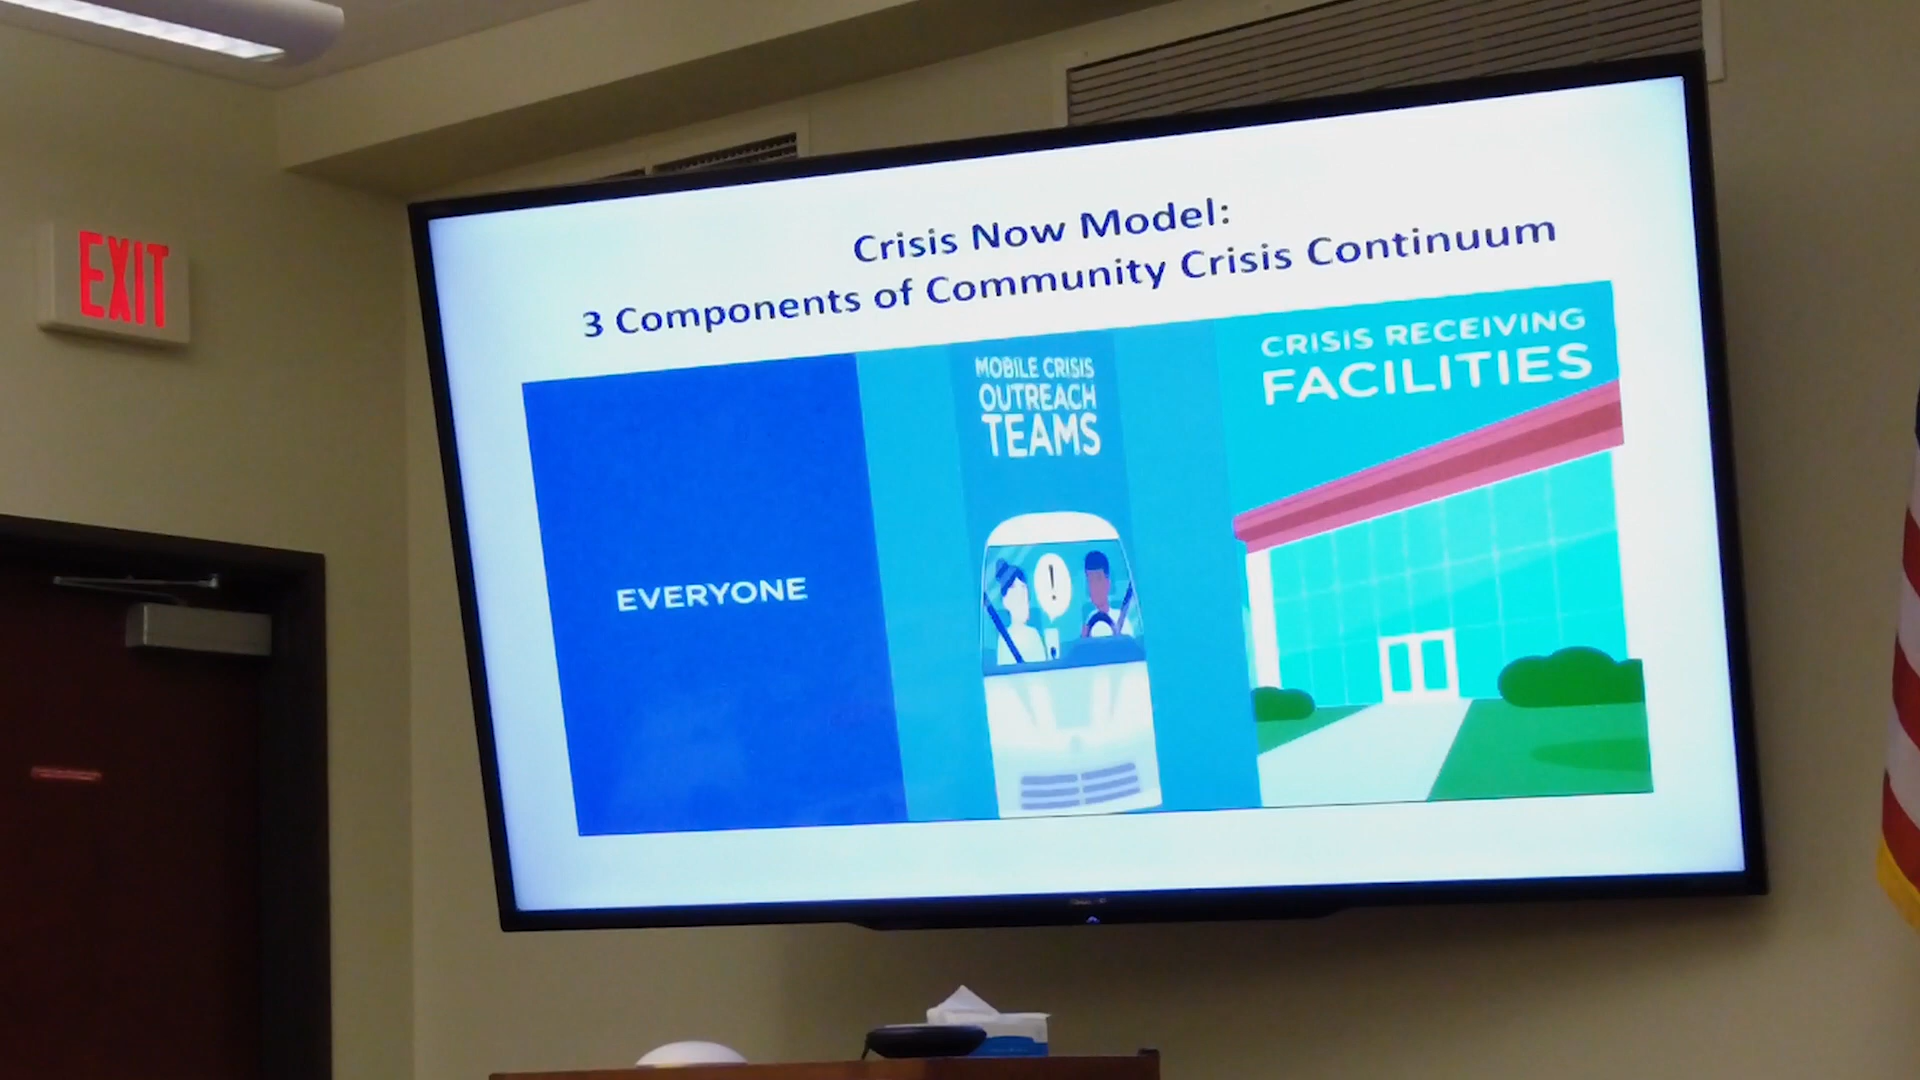 EXIT
Crisis Now Model:
3 Components of Community Crisis Continuum
EVERYONE
MOBILE CRISIS
OUTREACH
TEAMS
!
CRISIS RECEIVING
FACILITIES